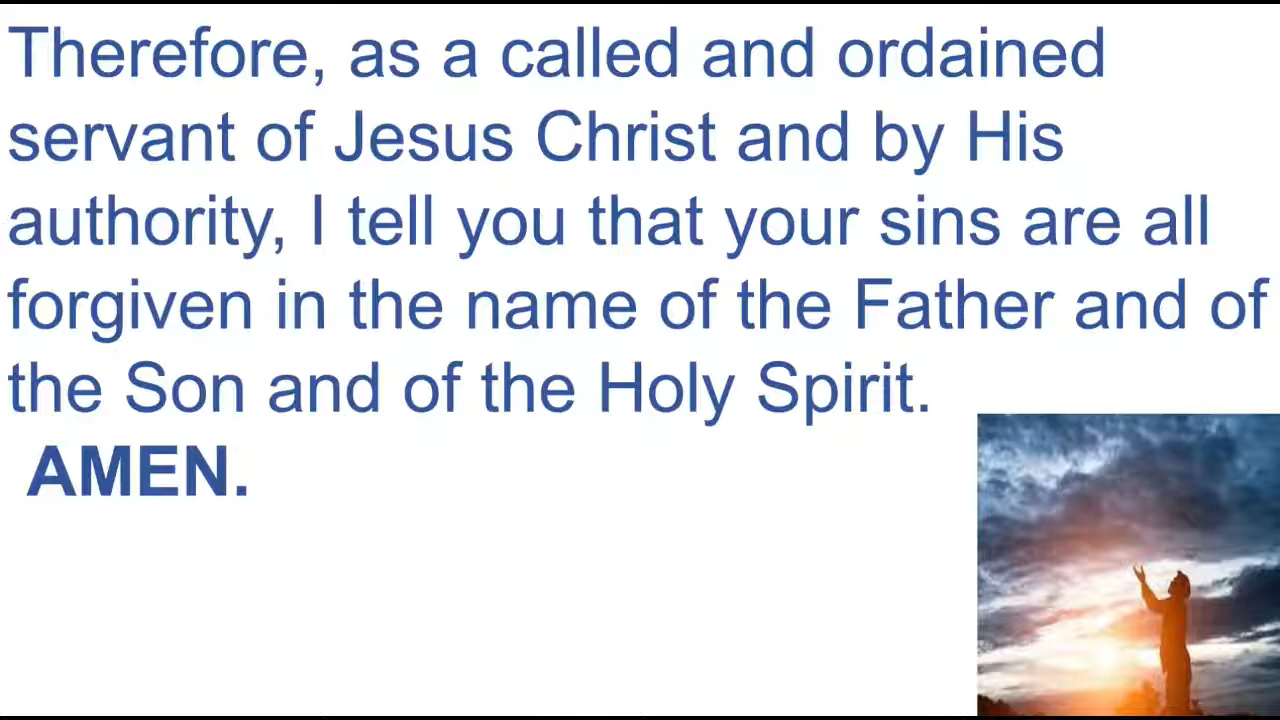 Therefore, as a called and ordained
servant of Jesus Christ and by His
authority, I tell you that your sins are all
forgiven in the name of the Father and of
the Son and of the Holy Spirit.
AMEN.